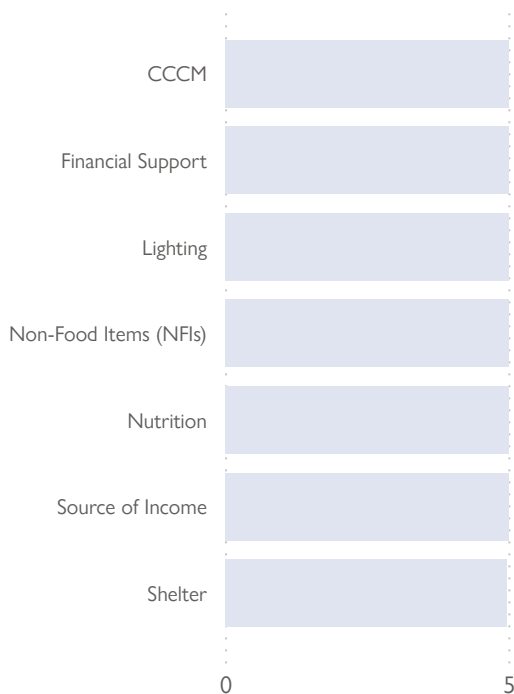 CCCM
Financial Support
Lighting
Non-Food Items (NFIs)
Nutrition
Source of Income
Shelter
0 5